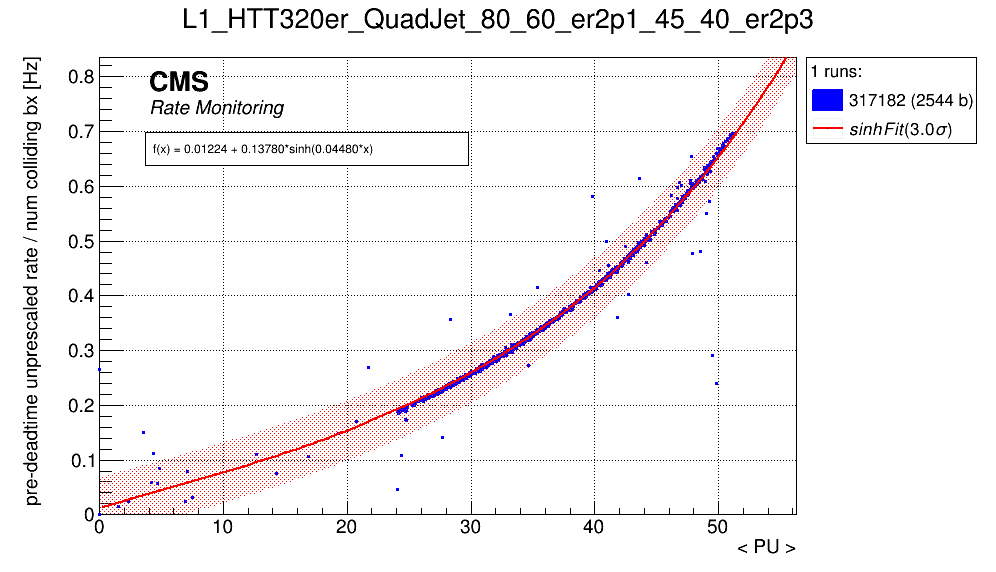 L1_HTT320er_QuadJet_80_60_er2p1_45_40_er2p3
pre-deadtime unprescaled rate / num colliding bx [Hz]
CMS
Rate Monitoring
f(x) = 0.01224 + 0.13780*sinh(0.04480*x)
1 runs:
317182 (2544 b)
sinhFit(3.0σ)
0.8
0.7
0.6
0.5
0.4
0.3
0.2
0.1
0
0 10 20 30 40 50
< PU >